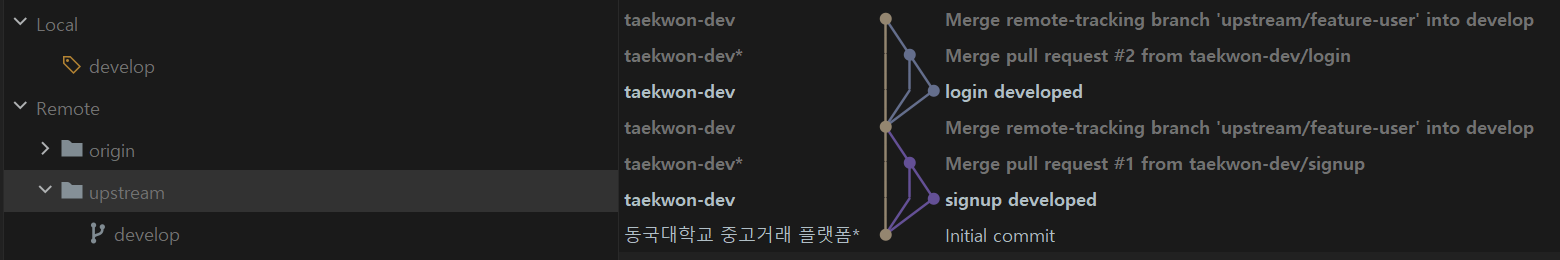 Local
develop
Remote
origin
upstream
develop
taekwon-dev Merge remote-tracking branch 'upstream/feature-user' into develop
taekwon-dev* Merge pull request #2 from taekwon-dev/login
taekwon-dev login developed
taekwon-dev Merge remote-tracking branch 'upstream/feature-user' into develop
taekwon-dev* Merge pull request #1 from taekwon-dev/signup
taekwon-dev signup developed
동국대학교 중고거래 플랫폼* Initial commit